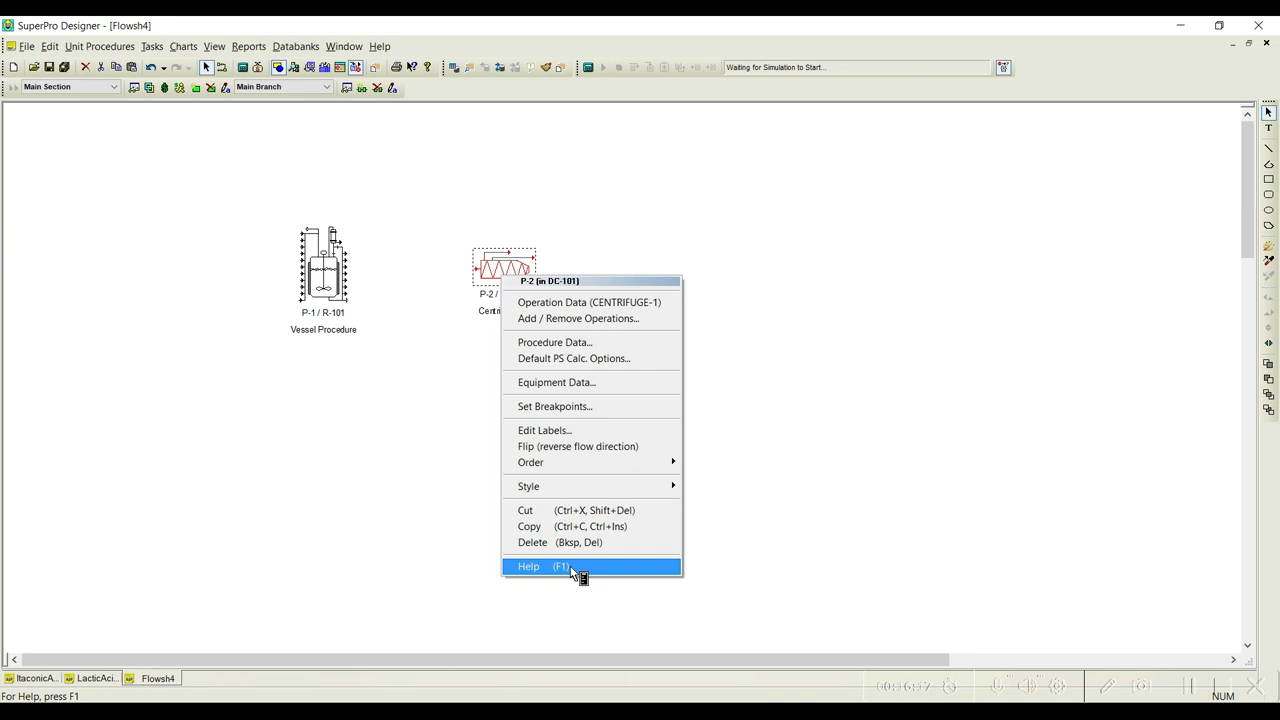 SuperPro Designer - [Flowsh4]
File Edit Unit Procedures Tasks Charts View Reports Databanks Window Help
Waiting for Simulation to Start...
Main Section Main Branch
P-1 / R-101
Vessel Procedure
P-2 /
Centri
P-2 (in DC-101)
Operation Data (CENTRIFUGE-1)
Add / Remove Operations...
Procedure Data...
Default PS Calc. Options...
Equipment Data...
Set Breakpoints...
Edit Labels...
Flip (reverse flow direction)
Order
Style
Cut (Ctrl+X, Shift+Del)
Copy (Ctrl+C, Ctrl+Ins)
Delete (Bksp, Del)
Help (F1)
ItaconicA... LacticAci... Flowsh4
For Help, press F1
00:16:17
NUM